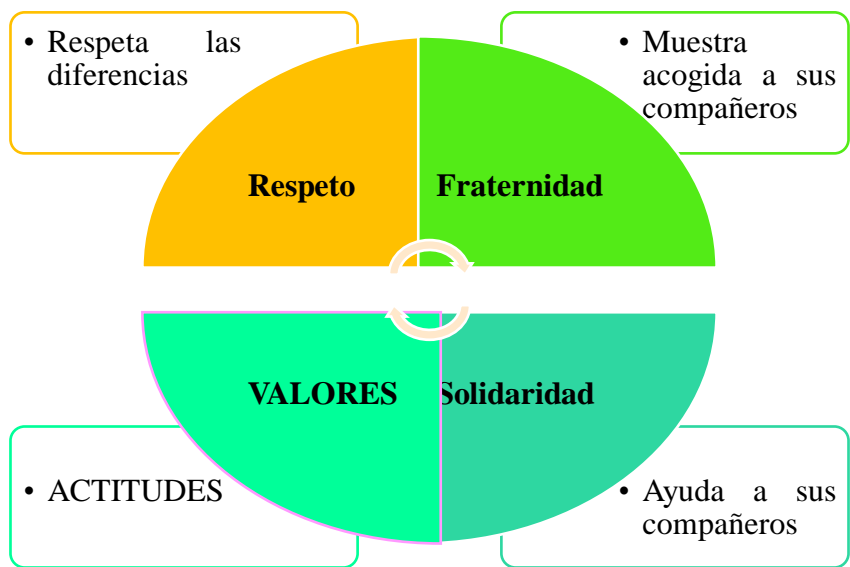 • Respeta las
diferencias
• Muestra
acogida a sus
compañeros
Respeto
Fraternidad
VALORES
Solidaridad
• ACTITUDES
• Ayuda a sus
compañeros